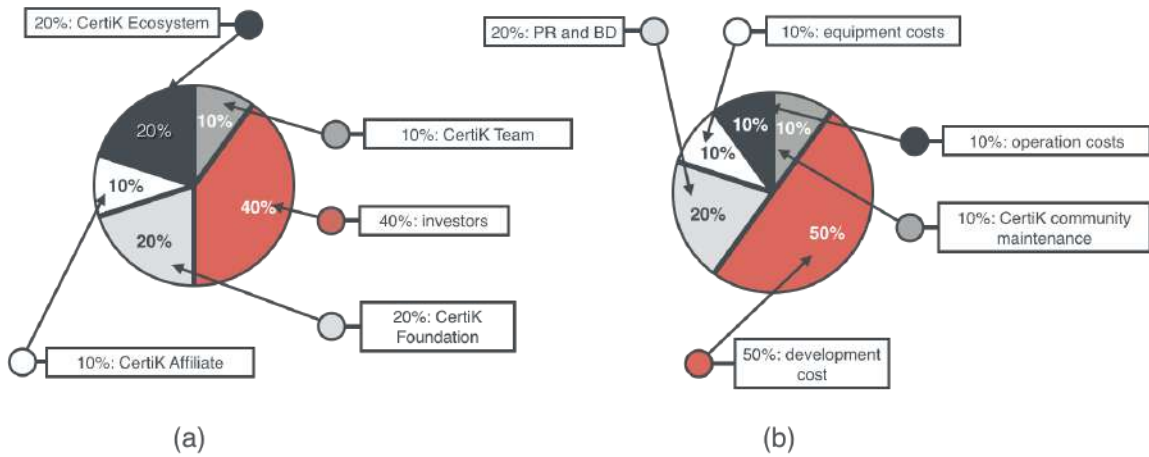 20%: CertiK Ecosystem
20%
10%
10%: CertiK Team
10%
40%
40%: investors
20%
20%: CertiK
Foundation
10%: CertiK Affiliate
(a)
20%: PR and BD
10%: equipment costs
10%
10%
10%
10%: operation costs
20%
50%
10%: CertiK community
maintenance
50%: development
cost
(b)